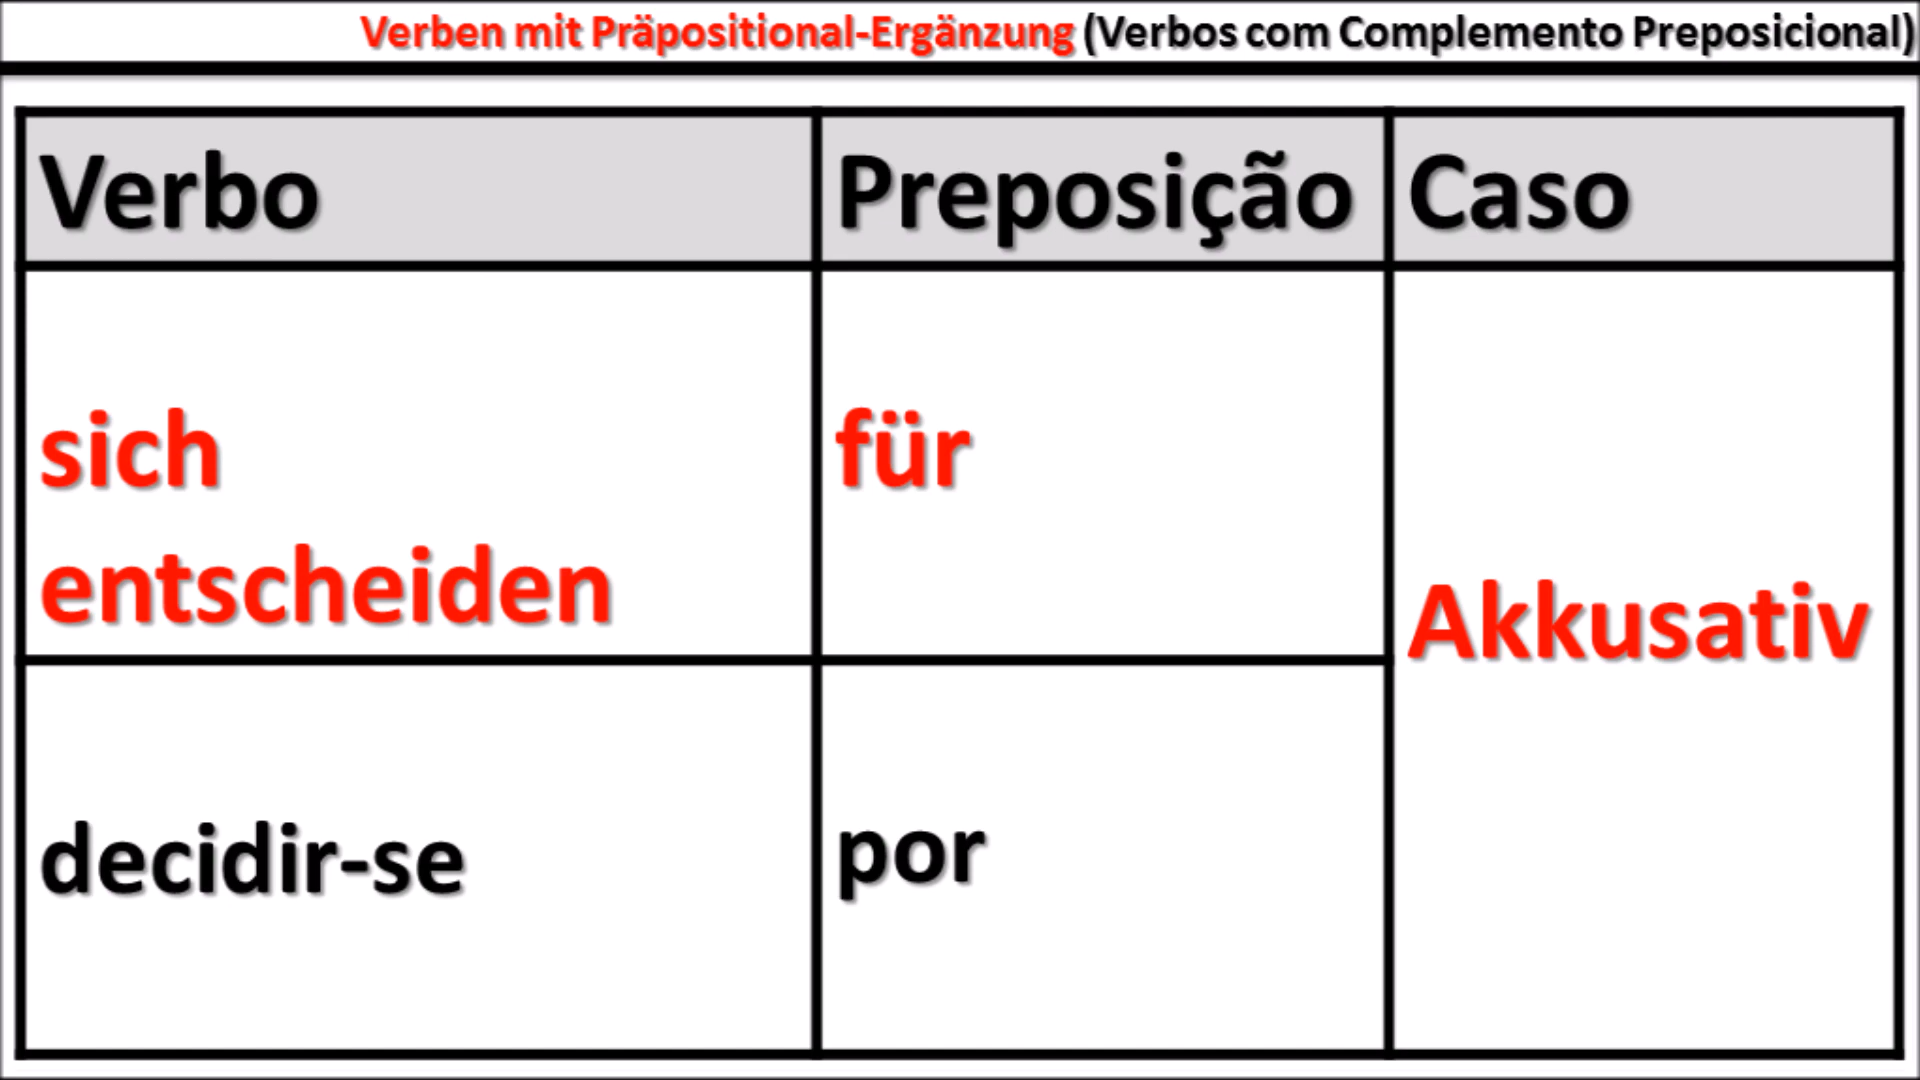 Verben mit Präpositional-Ergänzung (Verbos com Complemento Preposicional)
Verbo Preposição Caso
sich für
entscheiden
Akkusativ
decidir-se por